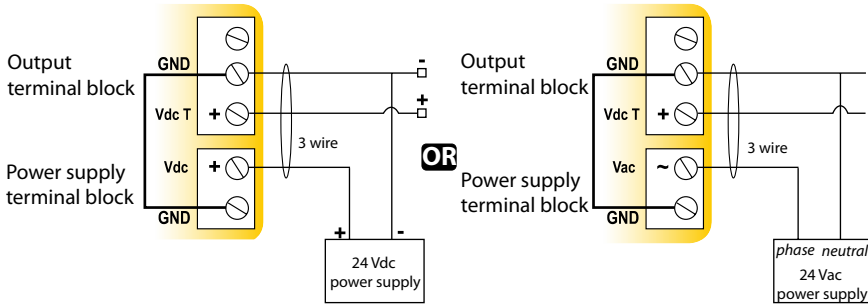 Output
terminal block
GND
Vdc T
+
-
+
3 wire
Power supply
terminal block
Vdc
+
GND
+ -
24 Vdc
power supply
OR
Output
terminal block
GND
Vdc T
+
3 wire
Power supply
terminal block
Vac
~
GND
phase neutral
24 Vac
power supply